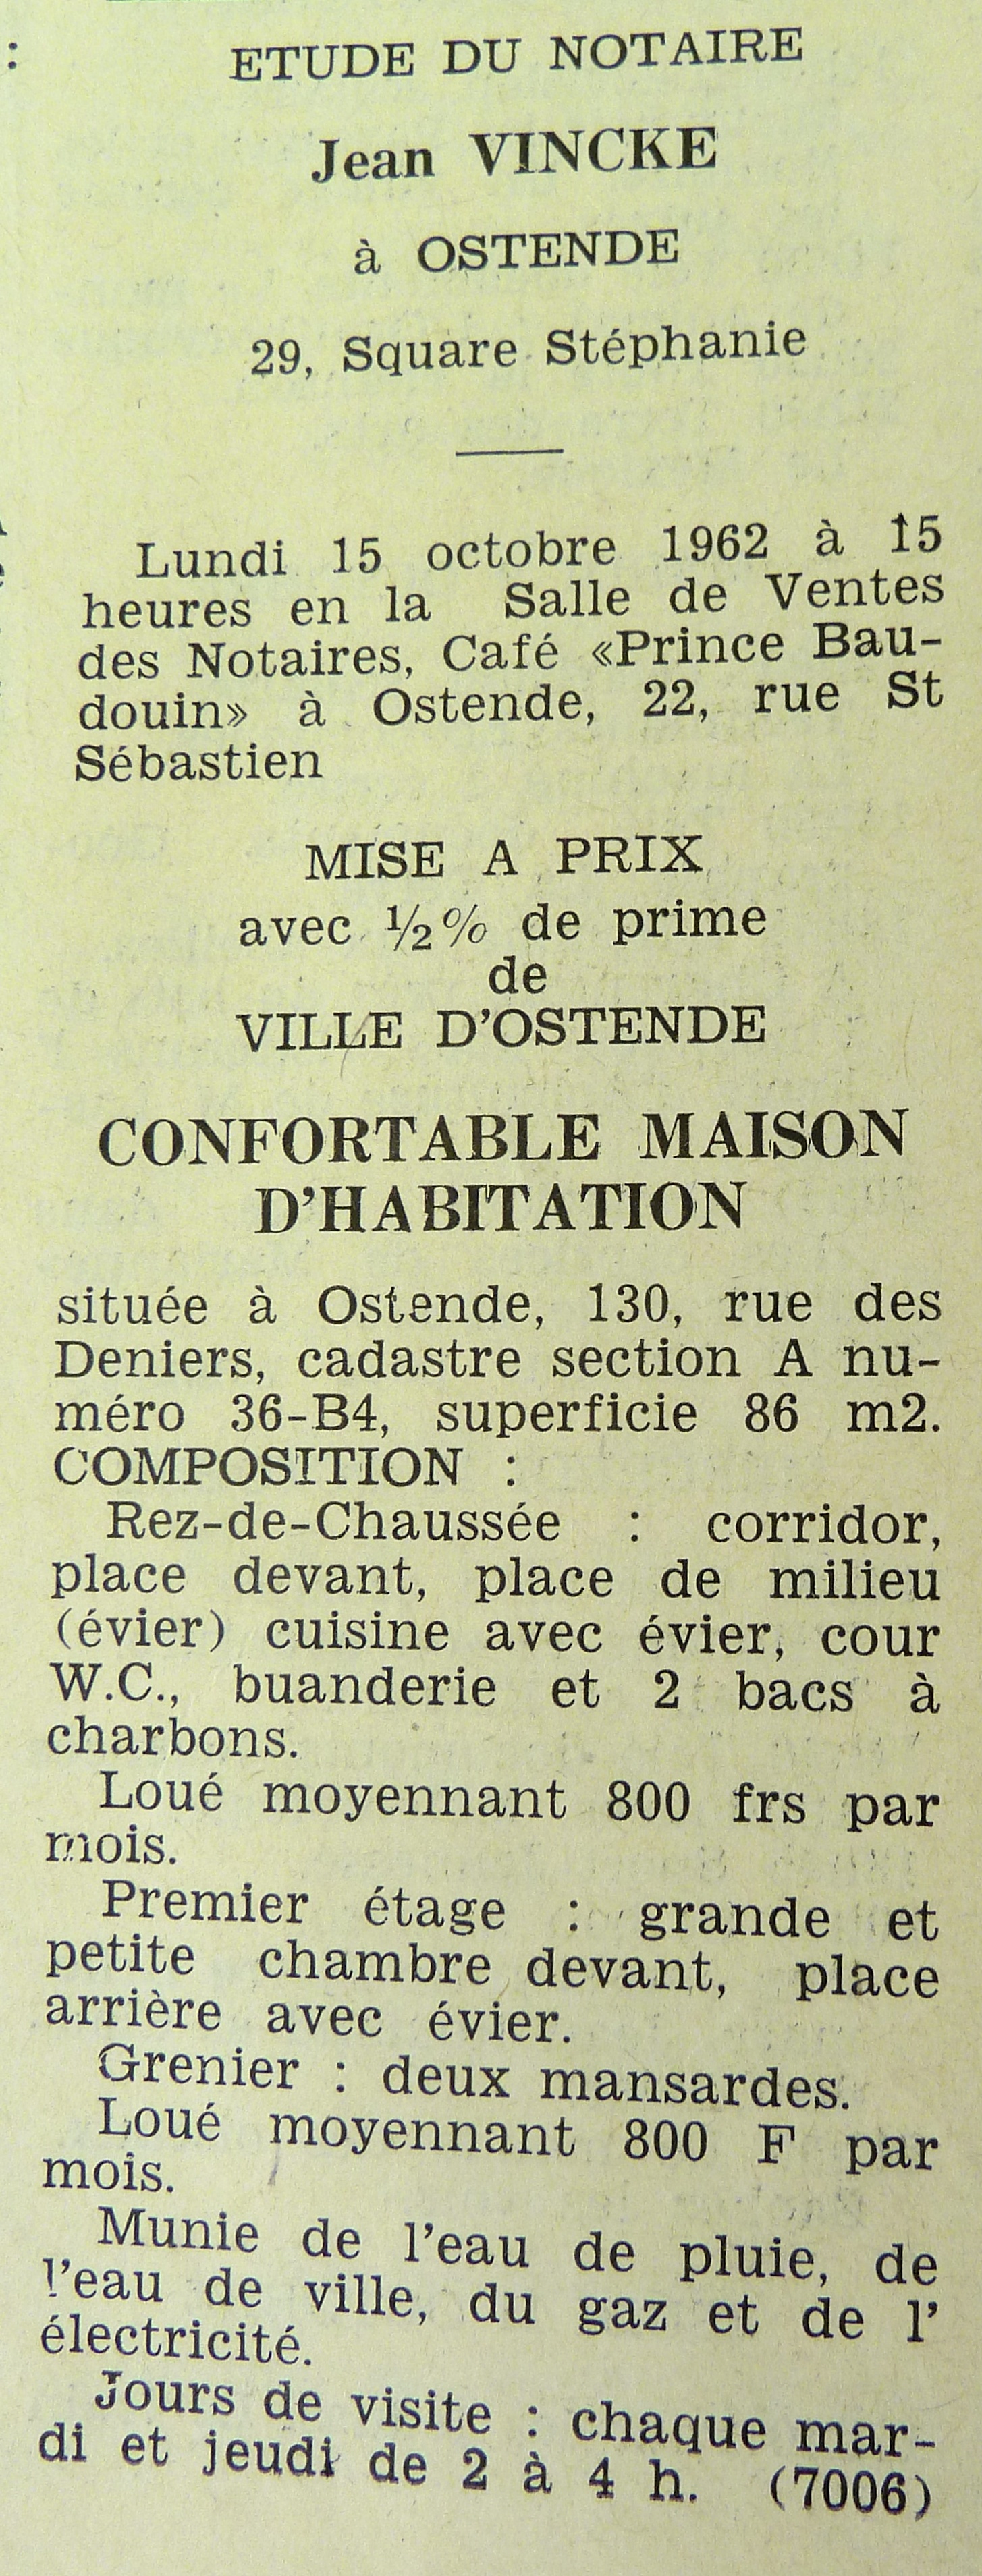 ETUDE DU NOTAIRE
Jean VINCKE
à OSTENDE
29, Square Stéphanie
Lundi 15 octobre 1962 à 15
heures en la Salle de Ventes
des Notaires, Café «Prince Bau-
douin» à Ostende, 22, rue St
Sébastien
MISE A PRIX
avec ½% de prime
de
VILLE D'OSTENDE
CONFORTABLE MAISON
D'HABITATION
située à Ostende, 130, rue des
Deniers, cadastre section A nu-
méro 36-B4, superficie 86 m2.
COMPOSITION :
Rez-de-Chaussée : corridor,
place devant, place de milieu
(évier) cuisine avec évier, cour
W.C., buanderie et 2 bacs à
charbons.
Loué moyennant 800 frs par
mois.
Premier étage : grande et
petite chambre devant, place
arrière avec évier.
Grenier : deux mansardes.
Loué moyennant 800 F par
mois.
Munie de l'eau de pluie, de
l'eau de ville, du gaz et de l'
électricité.
Jours de visite : chaque mar-
di et jeudi de 2 à 4 h. (7006)